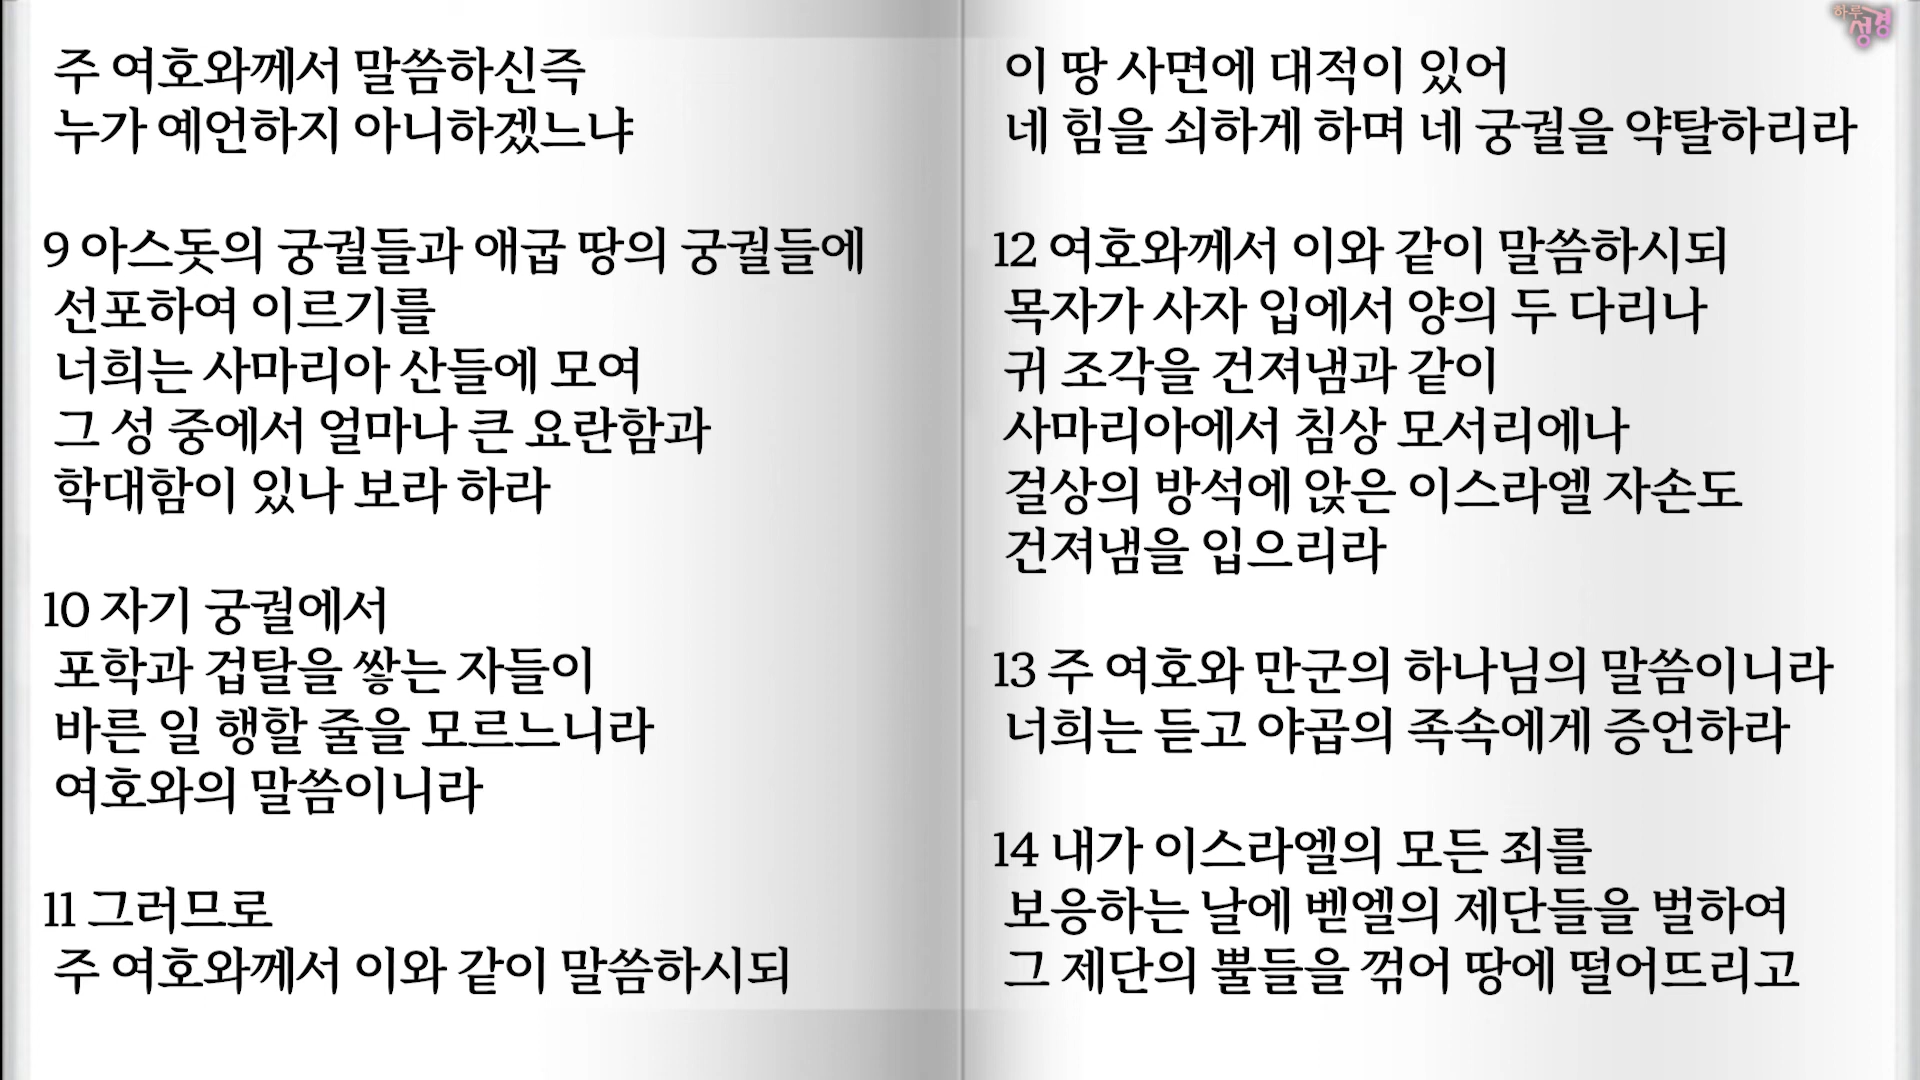 주 여호와께서 말씀하신즉
누가 예언하지 아니하겠느냐
9 아스돗의 궁궐들과 애굽 땅의 궁궐들에
선포하여 이르기를
너희는 사마리아 산들에 모여
그 성 중에서 얼마나 큰 요란함과
학대함이 있나 보라 하라
10 자기 궁궐에서
포학과 겁탈을 쌓는 자들이
바른 일 행할 줄을 모르느니라
여호와의 말씀이니라
11 그러므로
주 여호와께서 이와 같이 말씀하시되
이 땅 사면에 대적이 있어
네 힘을 쇠하게 하며 네 궁궐을 약탈하리라
12 여호와께서 이와 같이 말씀하시되
목자가 사자 입에서 양의 두 다리나
귀 조각을 건져냄과 같이
사마리아에서 침상 모서리에나
걸상의 방석에 앉은 이스라엘 자손도
건져냄을 입으리라
13 주 여호와 만군의 하나님의 말씀이니라
너희는 듣고 야곱의 족속에게 증언하라
14 내가 이스라엘의 모든 죄를
보응하는 날에 벧엘의 제단들을 벌하여
그 제단의 뿔들을 꺾어 땅에 떨어뜨리고
하루
성경